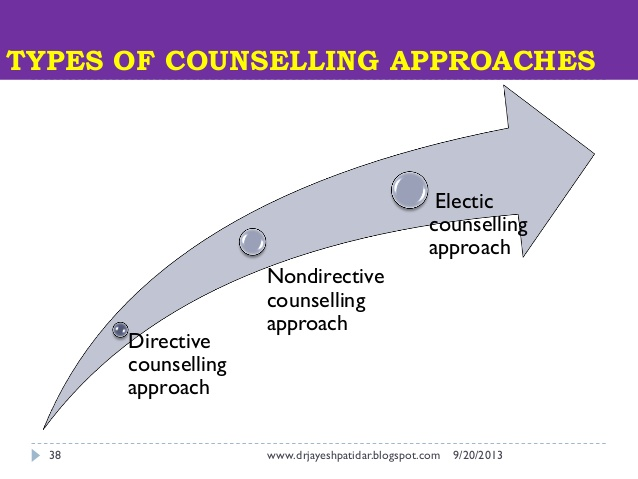 TYPES OF COUNSELLING APPROACHES
Electic
counselling
approach
Nondirective
counselling
approach
Directive
counselling
approach
38 www.drjayeshpatidar.blogspot.com 9/20/2013